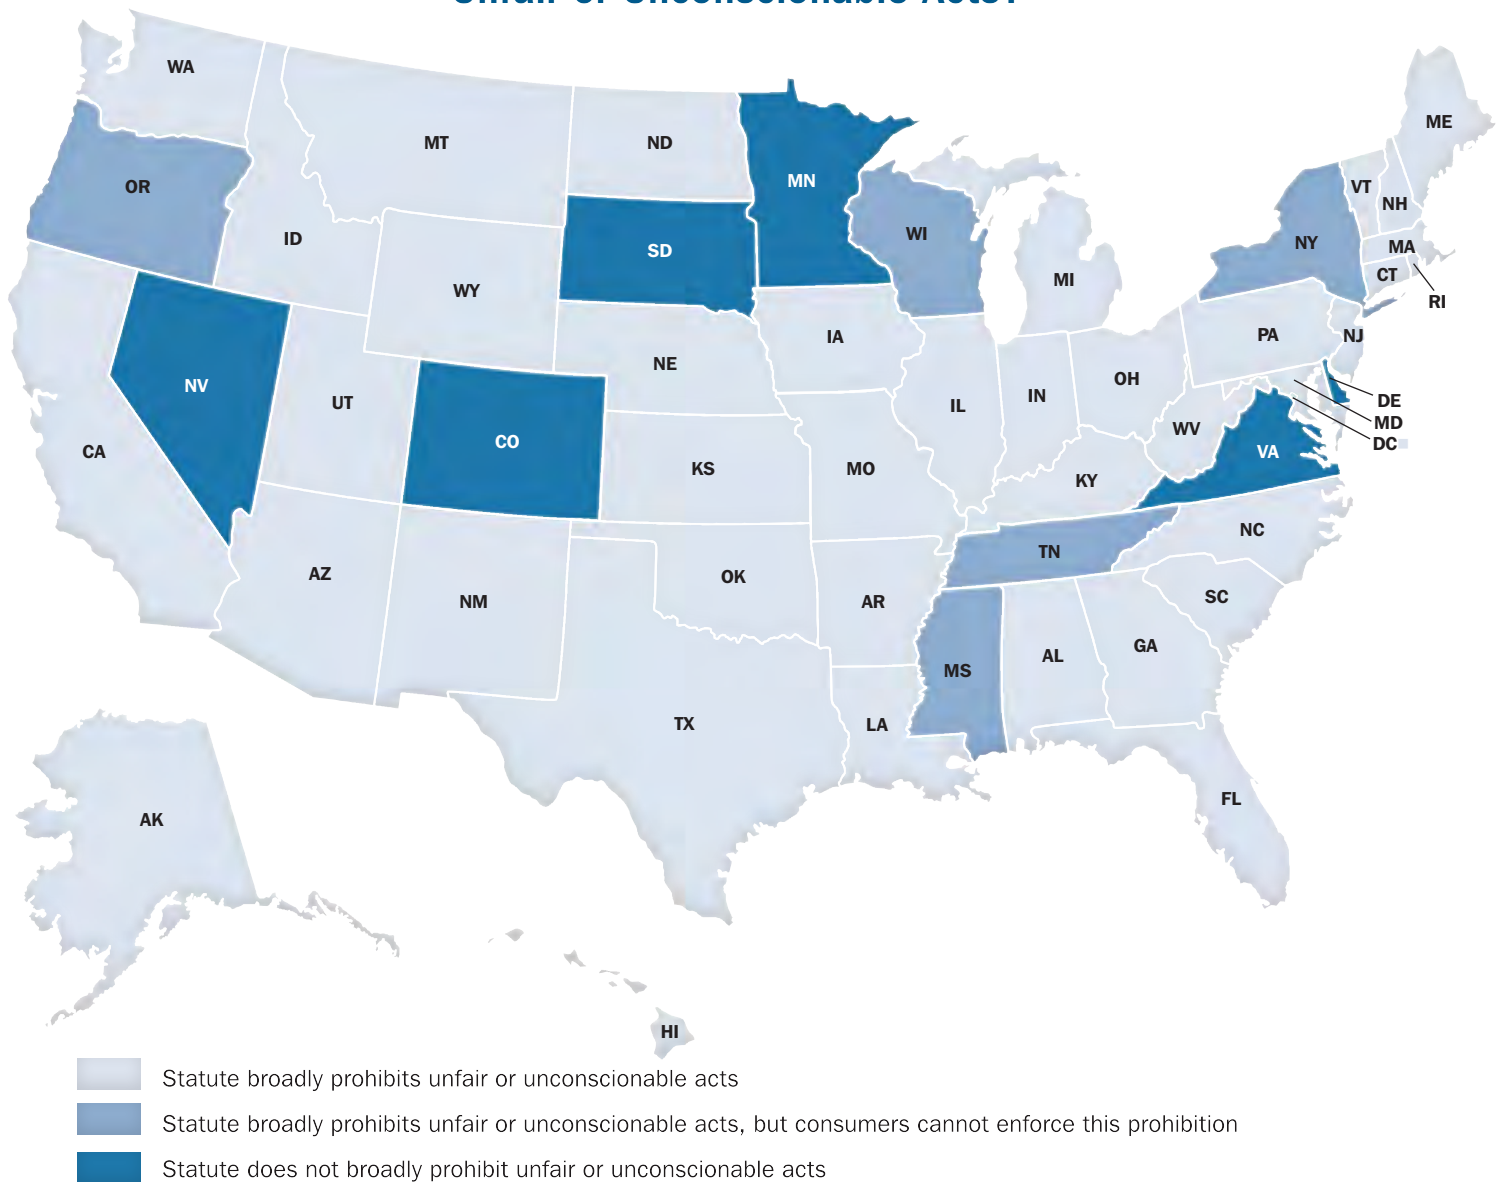 Unfair or Unconscionable Acts?
WA
MT
ND
MN
ME
OR
ID
SD
WI
VT
NH
NY
MA
WY
MI
CT
RI
IA
PA
NJ
NV
UT
NE
IL
IN
OH
DE
MD
DC
CA
CO
KS
MO
WV
VA
KY
AZ
NM
OK
AR
TN
NC
SC
MS
AL
GA
TX
LA
FL
AK
HI
Statute broadly prohibits unfair or unconscionable acts
Statute broadly prohibits unfair or unconscionable acts, but consumers cannot enforce this prohibition
Statute does not broadly prohibit unfair or unconscionable acts